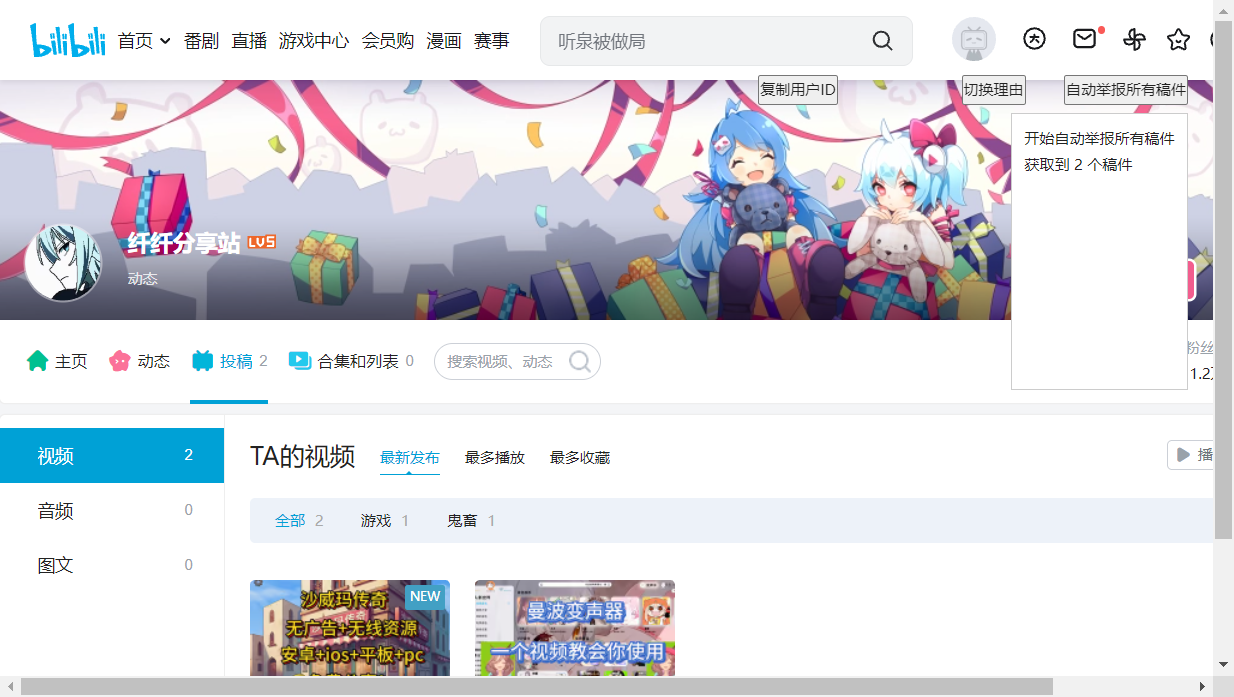 bilibili 首页 番剧 直播 游戏中心 会员购 漫画 赛事 听泉被做局
复制用户ID 切换理由 自动举报所有稿件
开始自动举报所有稿件
获取到 2 个稿件
纤纤分享站 LV5
动态
主页 动态 投稿 2 合集和列表 0 搜索视频、动态
粉丝
1.2
视频 2
音频 0
图文 0
TA的视频 最新发布 最多播放 最多收藏 播
全部 2 游戏 1 鬼畜 1
沙威玛传奇 NEW
无广告+无线资源
安卓+ios+平板+pc
曼波变声器
一个视频教会你使用